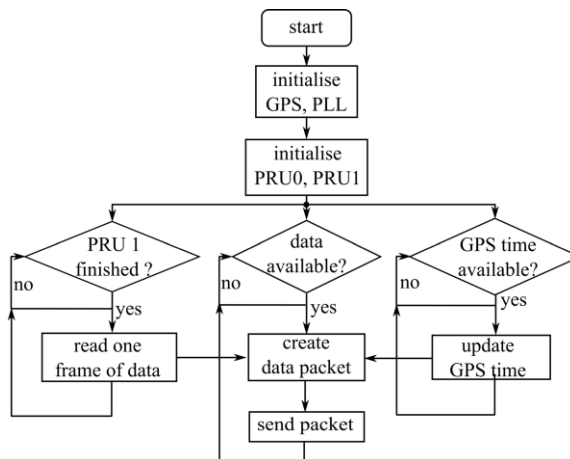 start
initialise
GPS, PLL
initialise
PRU0, PRU1
PRU 1
finished ?
data
available?
GPS time
available?
no
yes
no
yes
no
yes
read one
frame of data
create
data packet
update
GPS time
send packet